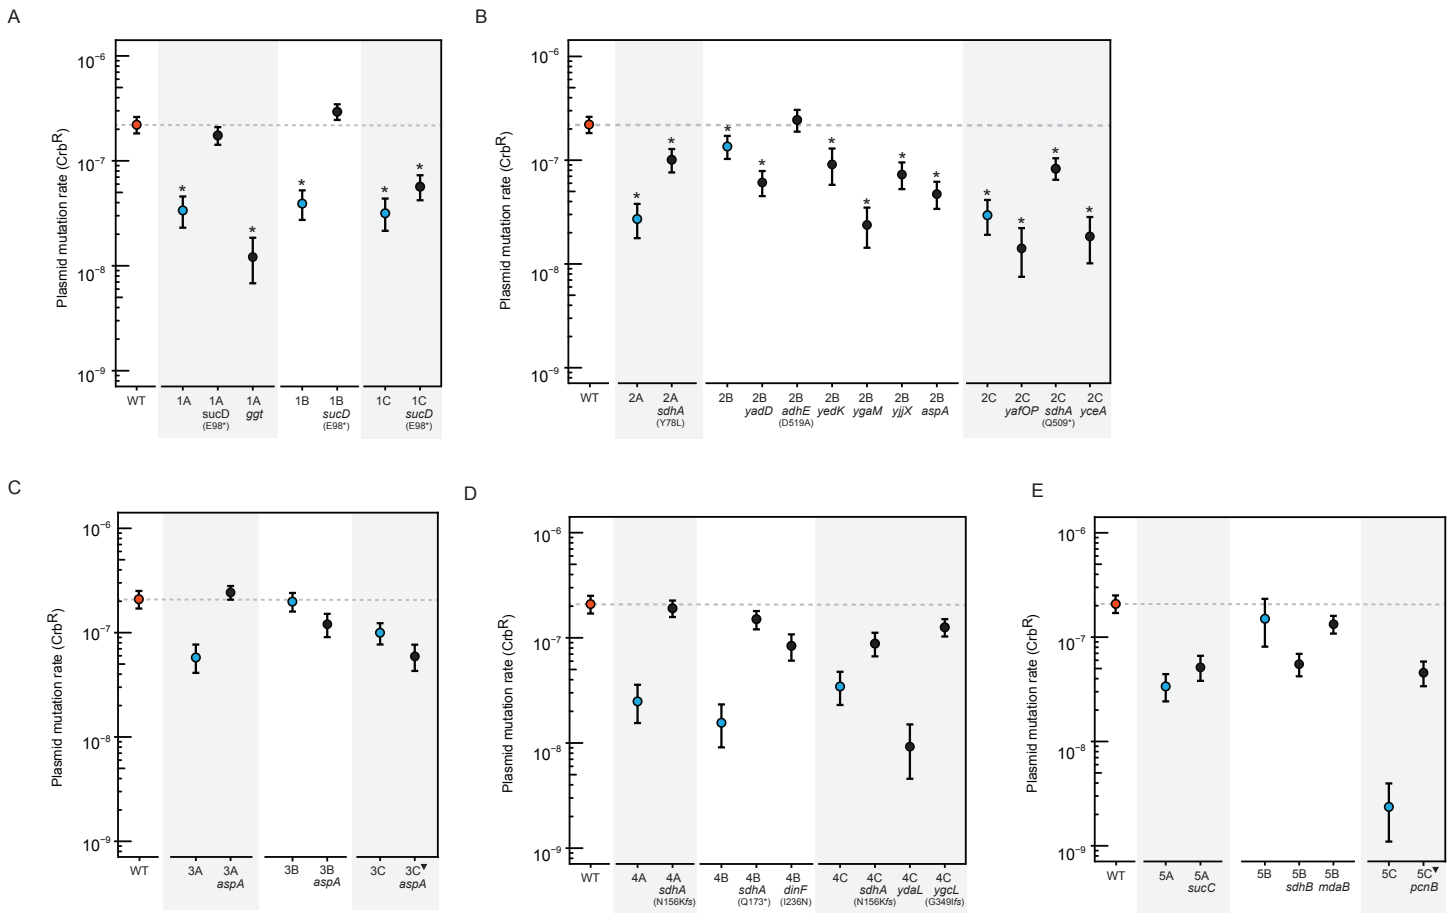 A
B
10⁻⁶
10⁻⁷
10⁻⁸
10⁻⁹
Plasmid mutation rate (Crbᴿ)
* * * * *
WT 1A 1A 1A 1B 1B 1C 1C
sucD ggt sucD sucD
(E98*) (E98*) (E98*)
10⁻⁶
10⁻⁷
10⁻⁸
10⁻⁹
Plasmid mutation rate (Crbᴿ)
* * * * * * * * * * * *
WT 2A 2A 2B 2B 2B 2B 2B 2B 2B 2C 2C 2C 2C
sdhA yadD adhE yedK ygaM yjjX aspA yafOP sdhA yceA
(Y78L) (D519A) (Q509*)
C
D
E
10⁻⁶
10⁻⁷
10⁻⁸
10⁻⁹
Plasmid mutation rate (Crbᴿ)
WT 3A 3A 3B 3B 3C 3C▼
aspA aspA aspA
10⁻⁶
10⁻⁷
10⁻⁸
10⁻⁹
Plasmid mutation rate (Crbᴿ)
WT 4A 4A 4B 4B 4B 4C 4C 4C 4C
sdhA sdhA dinF sdhA ydaL ygcL
(N156Kfs) (Q173*) (I236N) (N156Kfs) (G349Ifs)
10⁻⁶
10⁻⁷
10⁻⁸
10⁻⁹
Plasmid mutation rate (Crbᴿ)
WT 5A 5A 5B 5B 5B 5C 5C▼
sucC sdhB mdaB pcnB